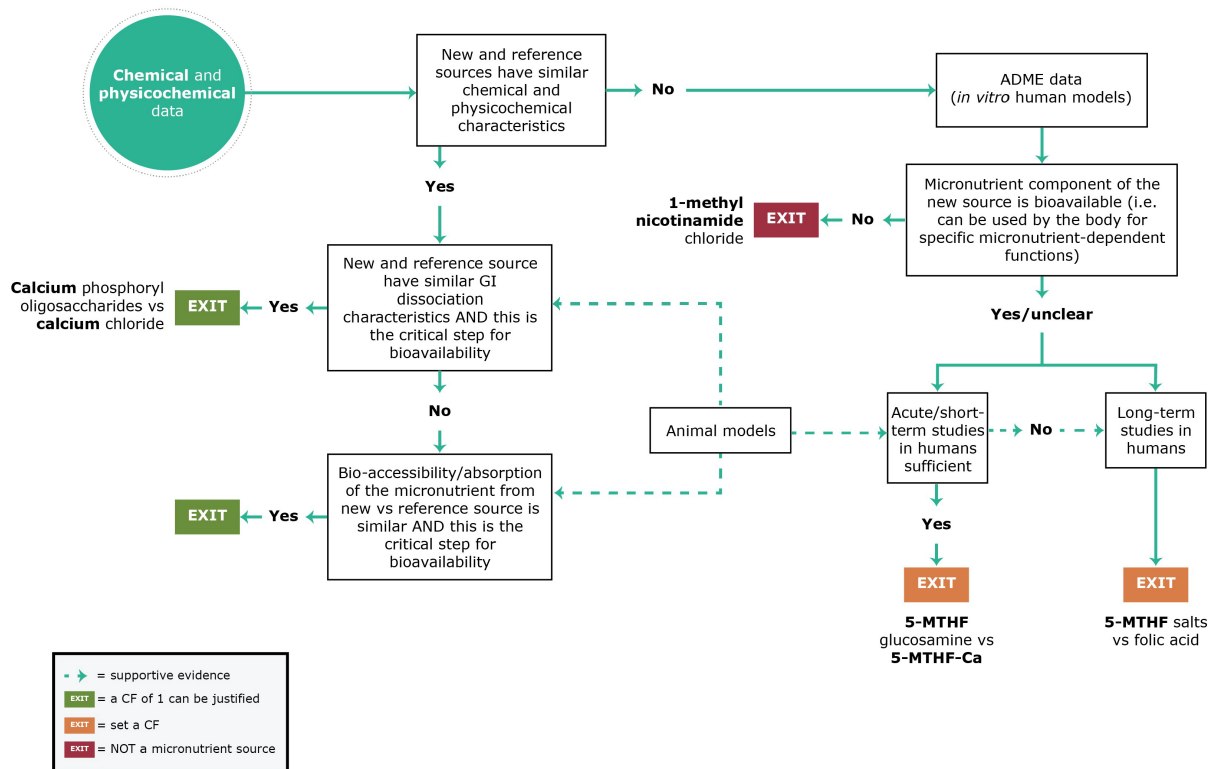 Chemical and
physicochemical
data
New and reference
sources have similar
chemical and
physicochemical
characteristics
No
ADME data
(in vitro human models)
Yes
Micronutrient component of the
new source is bioavailable (i.e.
can be used by the body for
specific micronutrient-dependent
functions)
No
EXIT
1-methyl
nicotinamide
chloride
New and reference source
have similar GI
dissociation
characteristics AND this is
the critical step for
bioavailability
Yes
EXIT
Calcium phosphoryl
oligosaccharides vs
calcium chloride
Yes/unclear
No
Animal models
Acute/short-
term studies
in humans
sufficient
No
Long-term
studies in
humans
Bio-accessibility/absorption
of the micronutrient from
new vs reference source is
similar AND this is the
critical step for
bioavailability
Yes
EXIT
Yes
EXIT
5-MTHF
glucosamine vs
5-MTHF-Ca
EXIT
5-MTHF salts
vs folic acid
= supportive evidence
EXIT = a CF of 1 can be justified
EXIT = set a CF
EXIT = NOT a micronutrient source